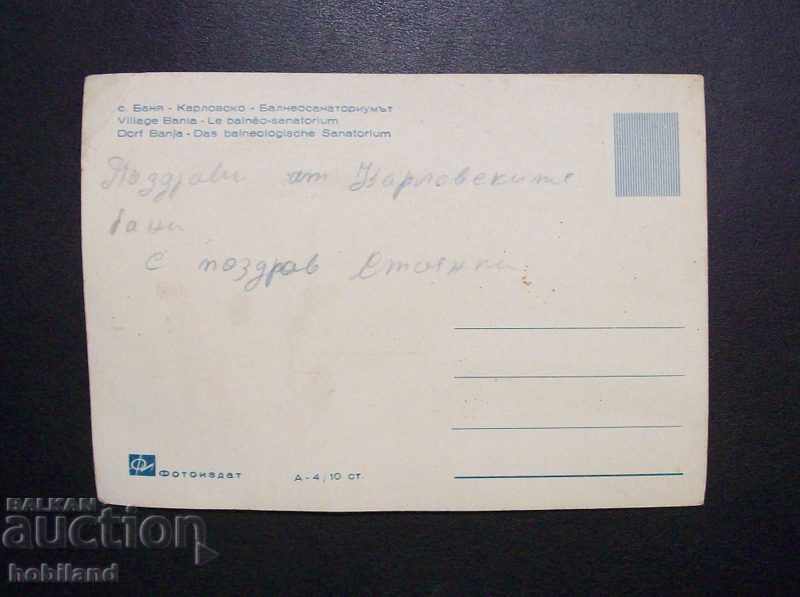 с. Баня - Карловско - Балнеосанаториумът
Village Bania - Le balnéo-sanatorium
Dorf Banja - Das balneologische Sanatorium
Поздрави от Карловските
бани
С поздрав
Фотоиздат А-4, 10 ст.
BALKAN
auction
hobiland